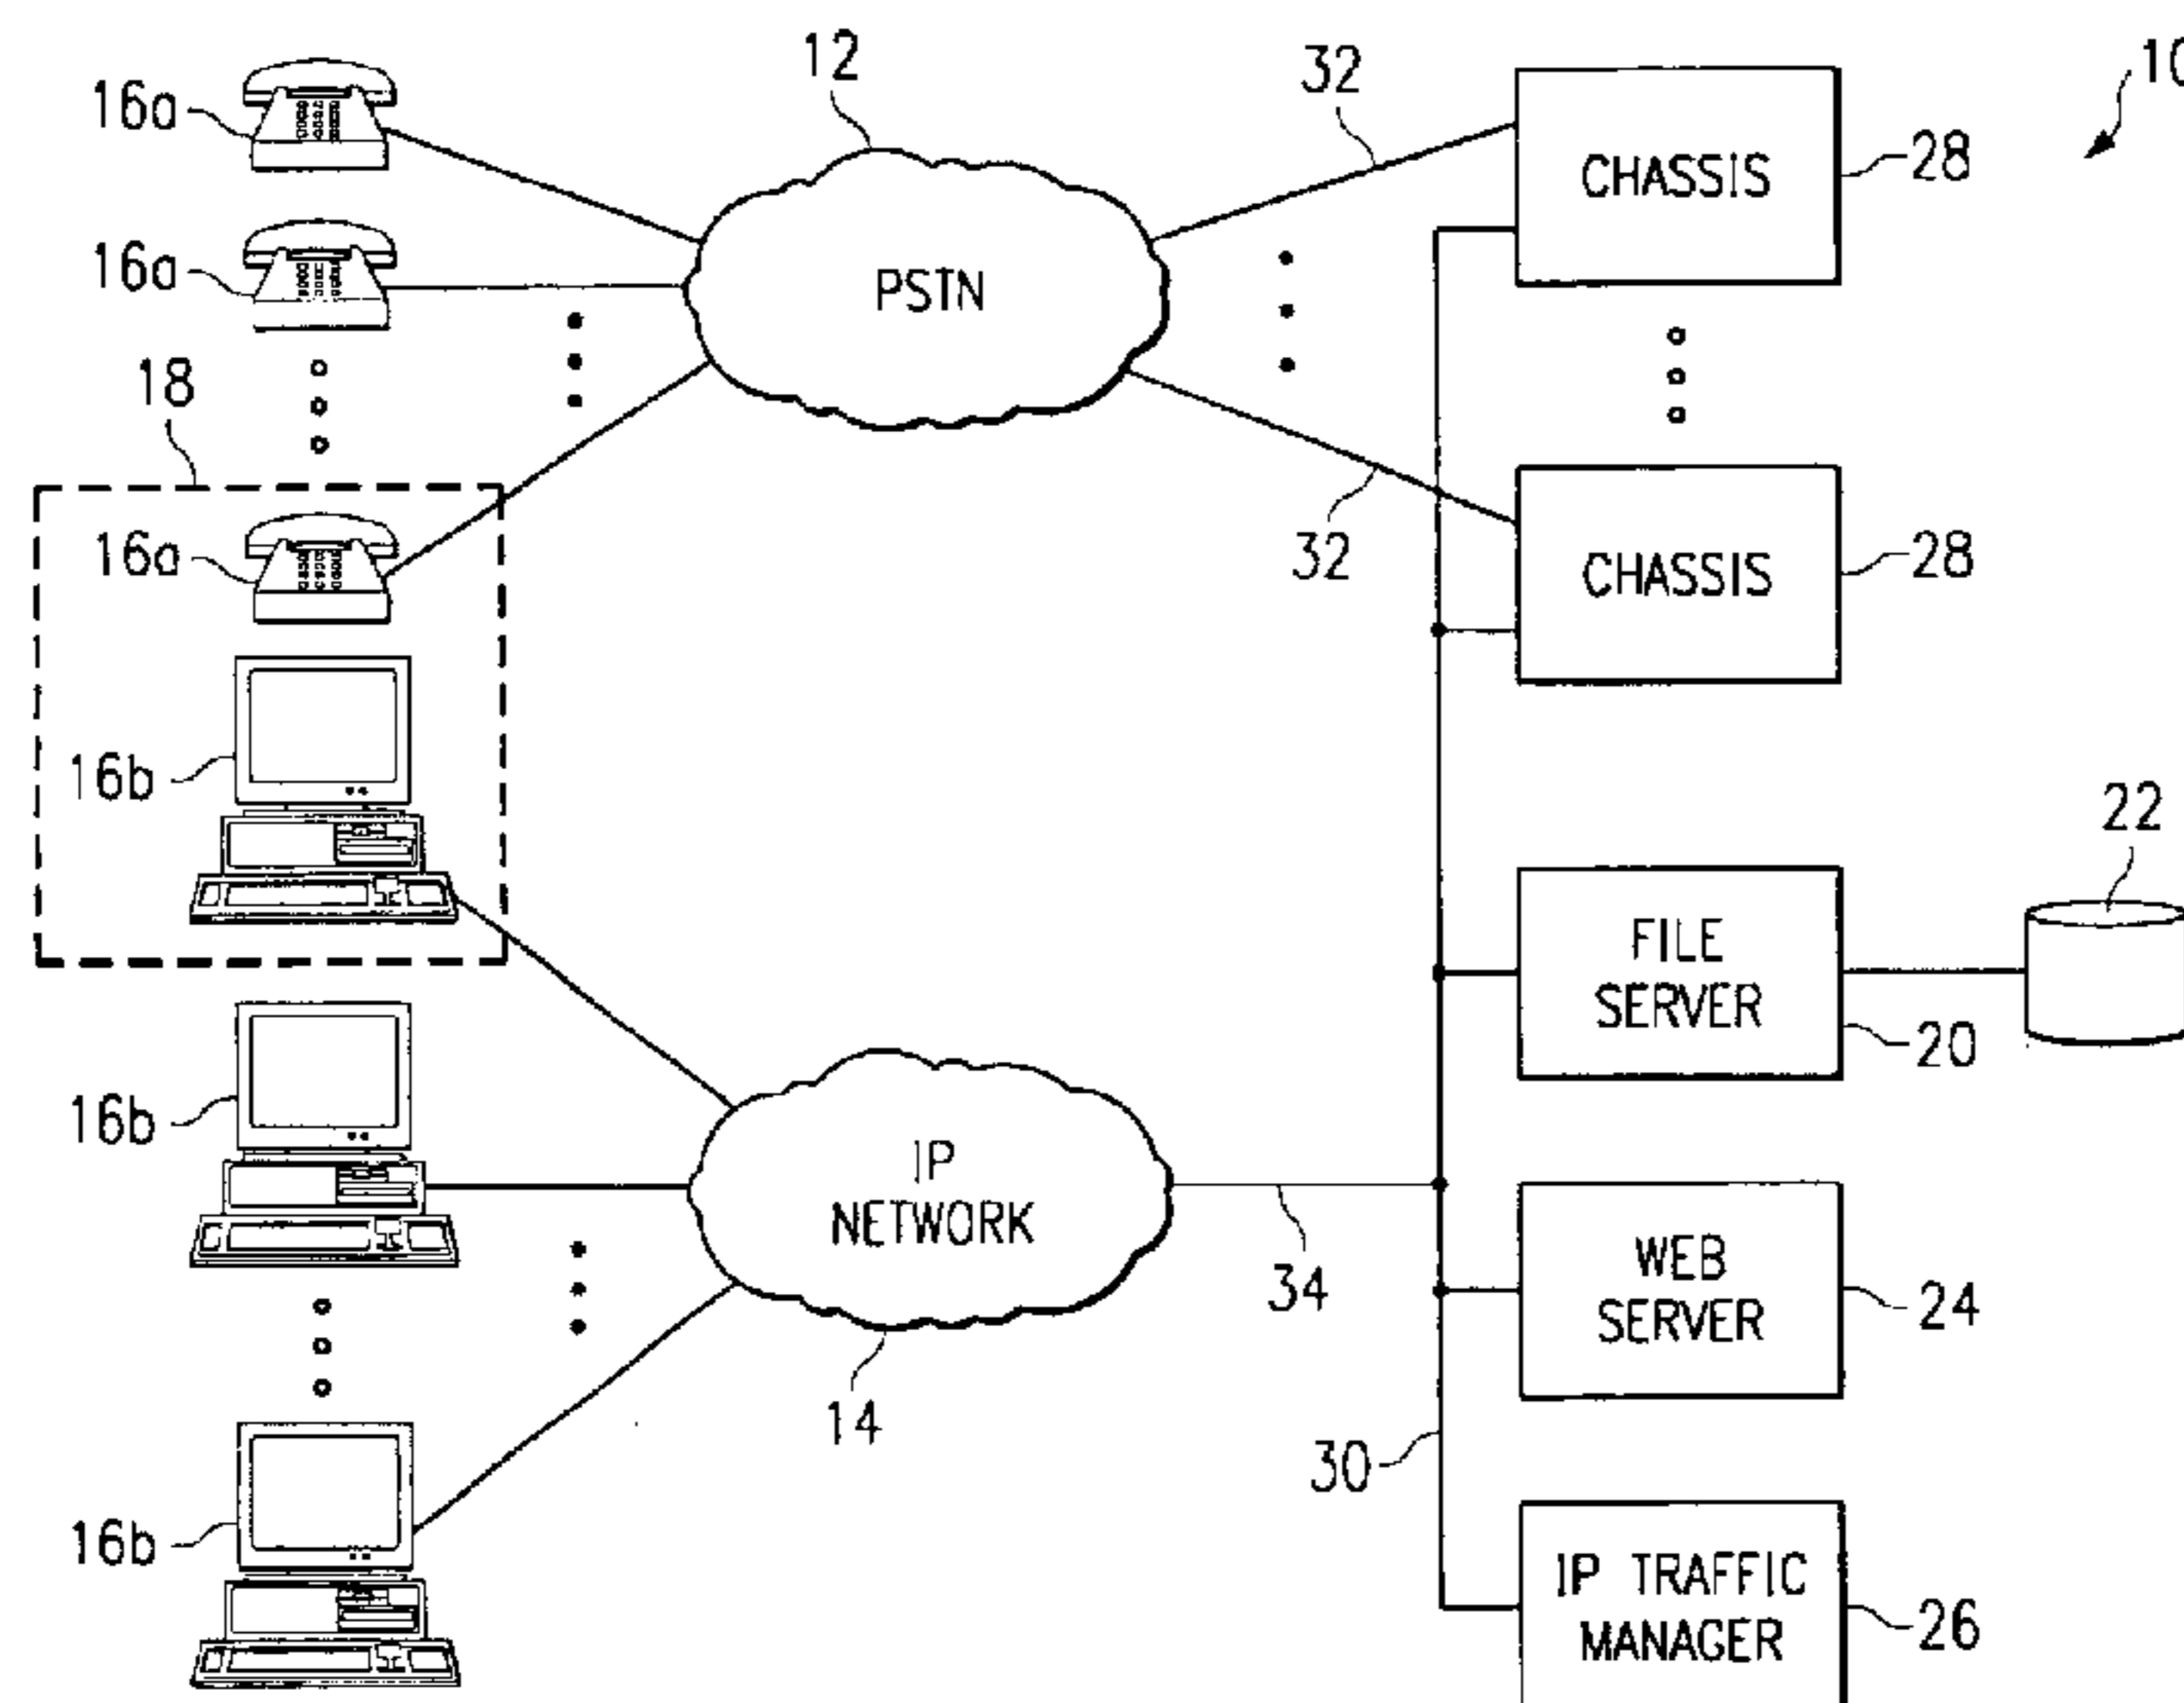 12
32
10
16a
CHASSIS
28
16a
PSTN
18
16a
32
CHASSIS
28
16b
22
FILE
SERVER
20
16b
IP
NETWORK
34
WEB
SERVER
24
14
30
16b
IP TRAFFIC
MANAGER
26